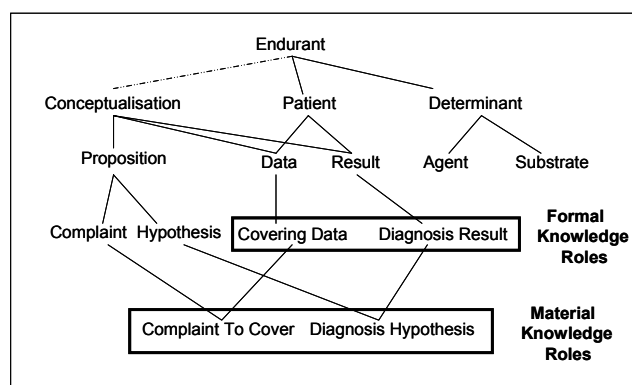 Endurant
Conceptualisation Patient Determinant
Proposition Data Result Agent Substrate
Complaint Hypothesis Covering Data Diagnosis Result
Formal
Knowledge
Roles
Complaint To Cover Diagnosis Hypothesis
Material
Knowledge
Roles